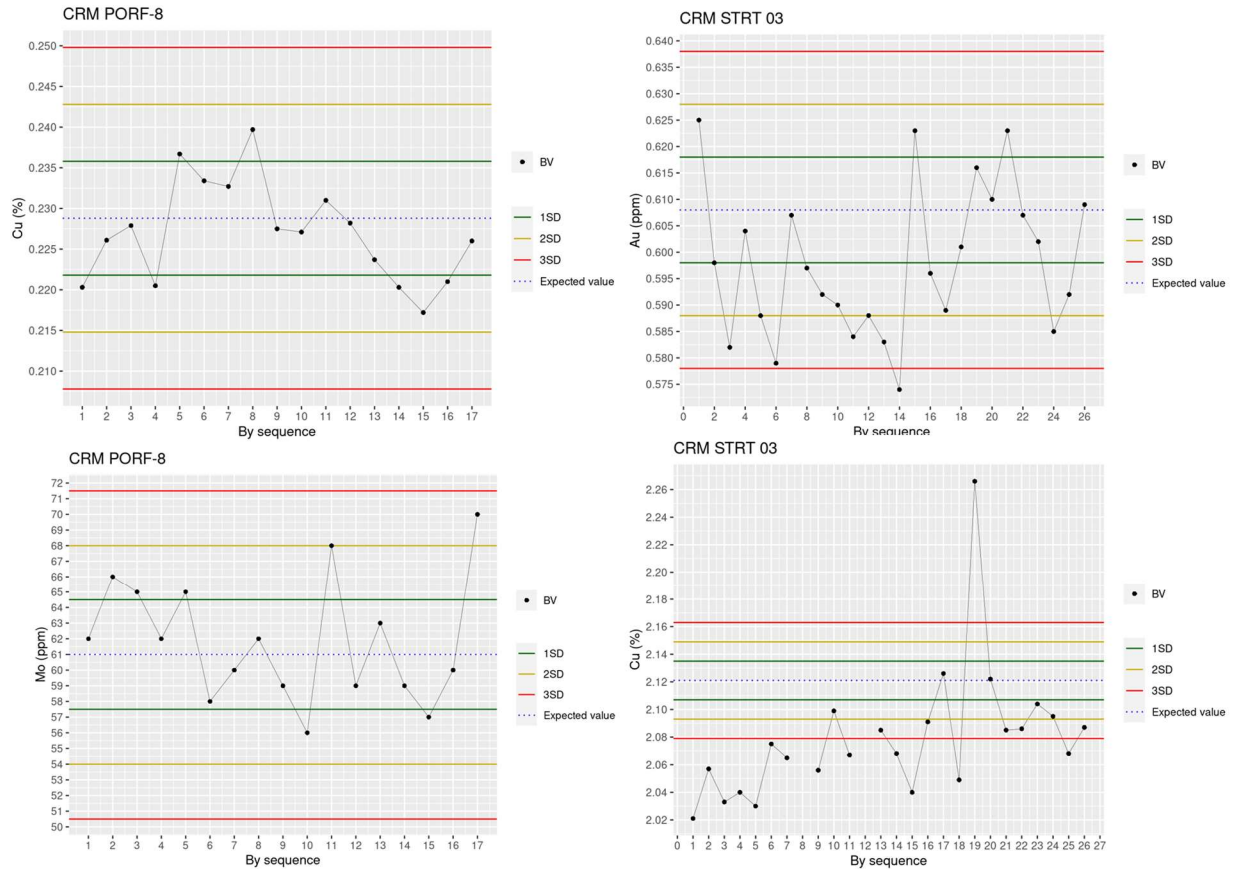 CRM PORF-8
Cu (%)
0.250
0.245
0.240
0.235
0.230
0.225
0.220
0.215
0.210
1 2 3 4 5 6 7 8 9 10 11 12 13 14 15 16 17
By sequence
BV
1SD
2SD
3SD
Expected value
CRM STRT 03
Au (ppm)
0.640
0.635
0.630
0.625
0.620
0.615
0.610
0.605
0.600
0.595
0.590
0.585
0.580
0.575
0 2 4 6 8 10 12 14 16 18 20 22 24 26
By sequence
BV
1SD
2SD
3SD
Expected value
CRM PORF-8
Mo (ppm)
72
71
70
69
68
67
66
65
64
63
62
61
60
59
58
57
56
55
54
53
52
51
50
1 2 3 4 5 6 7 8 9 10 11 12 13 14 15 16 17
By sequence
BV
1SD
2SD
3SD
Expected value
CRM STRT 03
Cu (%)
2.26
2.24
2.22
2.20
2.18
2.16
2.14
2.12
2.10
2.08
2.06
2.04
2.02
0 1 2 3 4 5 6 7 8 9 10 11 12 13 14 15 16 17 18 19 20 21 22 23 24 25 26 27
By sequence
BV
1SD
2SD
3SD
Expected value